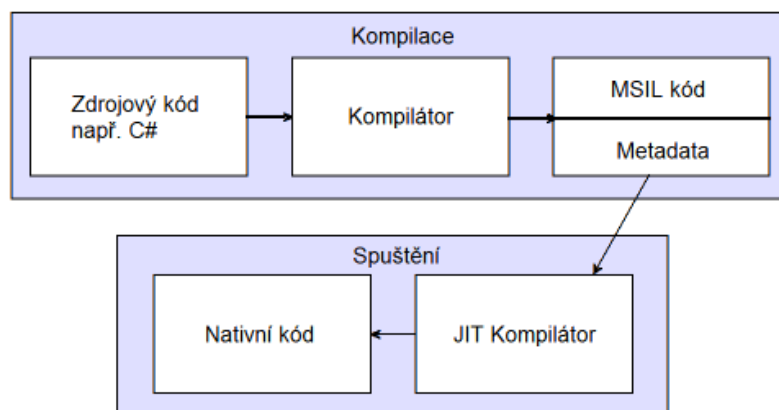 Kompilace
Zdrojový kód
např. C#
Kompilátor
MSIL kód
Metadata
Spuštění
Nativní kód
JIT Kompilátor